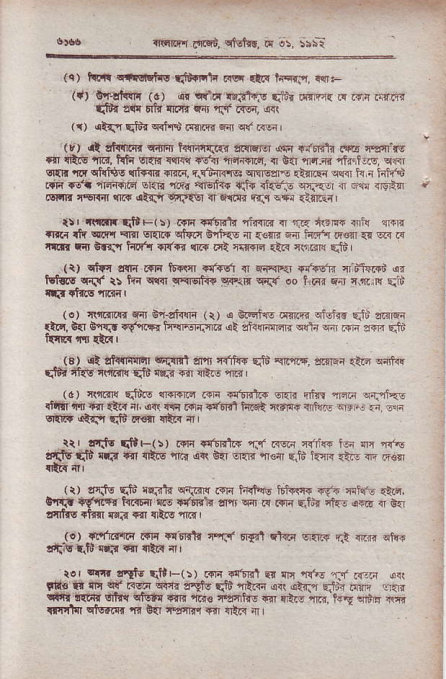 ৬১৬৬ বাংলাদেশ গেজেট, অতিরিক্ত, মে ৩১, ১৯৯২
(৭) বিশেষ অক্ষমতাজনিত ছুটিকালীন বেতন হইবে নিম্নরূপ, যথাঃ—
(ক) উপ-প্রবিধান (৫) এর অধীনে মঞ্জুরীকৃত ছুটির মেয়াদসহ যে কোন মেয়াদের
ছুটির প্রথম চারি মাসের জন্য পূর্ণ বেতন, এবং
(খ) এইরূপ ছুটির অবশিষ্ট মেয়াদের জন্য অর্ধ বেতন।
(৮) এই প্রবিধানের অন্যান্য বিধানসমূহের প্রযোজ্যতা এমন কর্মচারীর ক্ষেত্রে সম্প্রসারিত
করা যাইতে পারে, যিনি তাহার যথাযথ কর্তব্য পালনকালে, বা উহা পালনের পরিণতিতে, অথবা
তাহার পদে অধিষ্ঠিত থাকিবার কারনে, দুর্ঘটনাবশতঃ আঘাতপ্রাপ্ত হইয়াছেন অথবা যিনি নির্দিষ্ট
কোন কর্তব্য পালনকালে তাহার পদের স্বাভাবিক ঝুঁকি বহির্ভূত অসুস্থতা বা জখম বাড়াইয়া
তোলার সম্ভাবনা থাকে এইরূপ অসুস্থতা বা জখমের দরুণ অক্ষম হইয়াছেন।
২১। সংগরোধ ছুটি।—(১) কোন কর্মচারীর পরিবারে বা গৃহে সংক্রামক ব্যাধি থাকার
কারনে যদি আদেশ দ্বারা তাহাকে অফিসে উপস্থিত না হওয়ার জন্য নির্দেশ দেওয়া হয় তবে যে
সময়ের জন্য উক্তরূপ নির্দেশ কার্যকর থাকে সেই সময়কাল হইবে সংগরোধ ছুটি।
(২) অফিস প্রধান কোন চিকিৎসা কর্মকর্তা বা জনস্বাস্থ্য কর্মকর্তার সার্টিফিকেট এর
ভিত্তিতে অনূর্ধ্ব ২১ দিন অথবা অস্বাভাবিক অবস্থায় অনূর্ধ্ব ৩০ দিনের জন্য সংগরোধ ছুটি
মঞ্জুর করিতে পারেন।
(৩) সংগরোধের জন্য উপ-প্রবিধান (২) এ উল্লেখিত মেয়াদের অতিরিক্ত ছুটি প্রয়োজন
হইলে, উহা উপযুক্ত কর্তৃপক্ষের সিদ্ধান্তানুসারে এই প্রবিধানমালার অধীন অন্য কোন প্রকার ছুটি
হিসাবে গণ্য হইবে।
(৪) এই প্রবিধানমালা অনুযায়ী প্রাপ্য সর্বাধিক ছুটি সাপেক্ষে, প্রয়োজন হইলে অন্যবিধ
ছুটির সহিত সংগরোধ ছুটি মঞ্জুর করা যাইতে পারে।
(৫) সংগরোধ ছুটিতে থাকাকালে কোন কর্মচারীকে তাহার দায়িত্ব পালনে অনুপস্থিত
বলিয়া গণ্য করা হইবে না, এবং যখন কোন কর্মচারী নিজেই সংক্রামক ব্যাধিতে আক্রান্ত হন, তখন
তাহাকে এইরূপ ছুটি দেওয়া যাইবে না।
২২। প্রসূতি ছুটি।—(১) কোন কর্মচারীকে পূর্ণ বেতনে সর্বাধিক তিন মাস পর্যন্ত
প্রসূতি ছুটি মঞ্জুর করা যাইতে পারে এবং উহা তাহার পাওনা ছুটি হিসাব হইতে বাদ দেওয়া
যাইবে না।
(২) প্রসূতি ছুটি মঞ্জুরীর অনুরোধ কোন নিবন্ধিত চিকিৎসক কর্তৃক সমর্থিত হইলে,
উপযুক্ত কর্তৃপক্ষের বিবেচনা মতে কর্মচারীর প্রাপ্য অন্য যে কোন ছুটির সহিত একত্রে বা উহা
প্রসারিত করিয়া মঞ্জুর করা যাইতে পারে।
(৩) কর্পোরেশনে কোন কর্মচারীর সম্পূর্ণ চাকুরী জীবনে তাহাকে দুই বারের অধিক
প্রসূতি ছুটি মঞ্জুর করা যাইবে না।
২৩। অবসর প্রস্তুতি ছুটি।—(১) কোন কর্মচারী ছয় মাস পর্যন্ত পূর্ণ বেতনে এবং
আরও ছয় মাস অর্ধ বেতনে অবসর প্রস্তুতি ছুটি পাইবেন এবং এইরূপ ছুটির মেয়াদ তাহার
অবসর গ্রহনের তারিখ অতিক্রম করার পরেও সম্প্রসারিত করা যাইতে পারে, কিন্তু আটান্ন বৎসর
বয়সসীমা অতিক্রমের পর উহা সম্প্রসারণ করা যাইবে না।